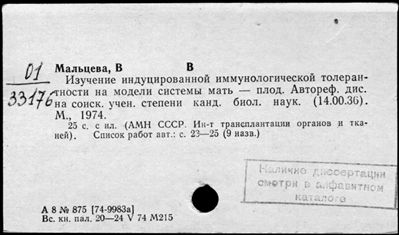 01
33176
Мальцева, В В
Изучение индуцированной иммунологической толеран-
тности на модели системы мать — плод. Автореф. дис.
на соиск. учен. степени канд. биол. наук. (14.00.36).
М., 1974.
25 с. с ил. (АМН СССР. Ин-т трансплантации органов и тка-
ней). Список работ авт.: с. 23—25 (9 назв.)
Наличие диссертации
смотри в алфавитном
каталоге
А 8 № 875 [74-9983а]
Вс. кн. пал. 20—24 V 74 М215